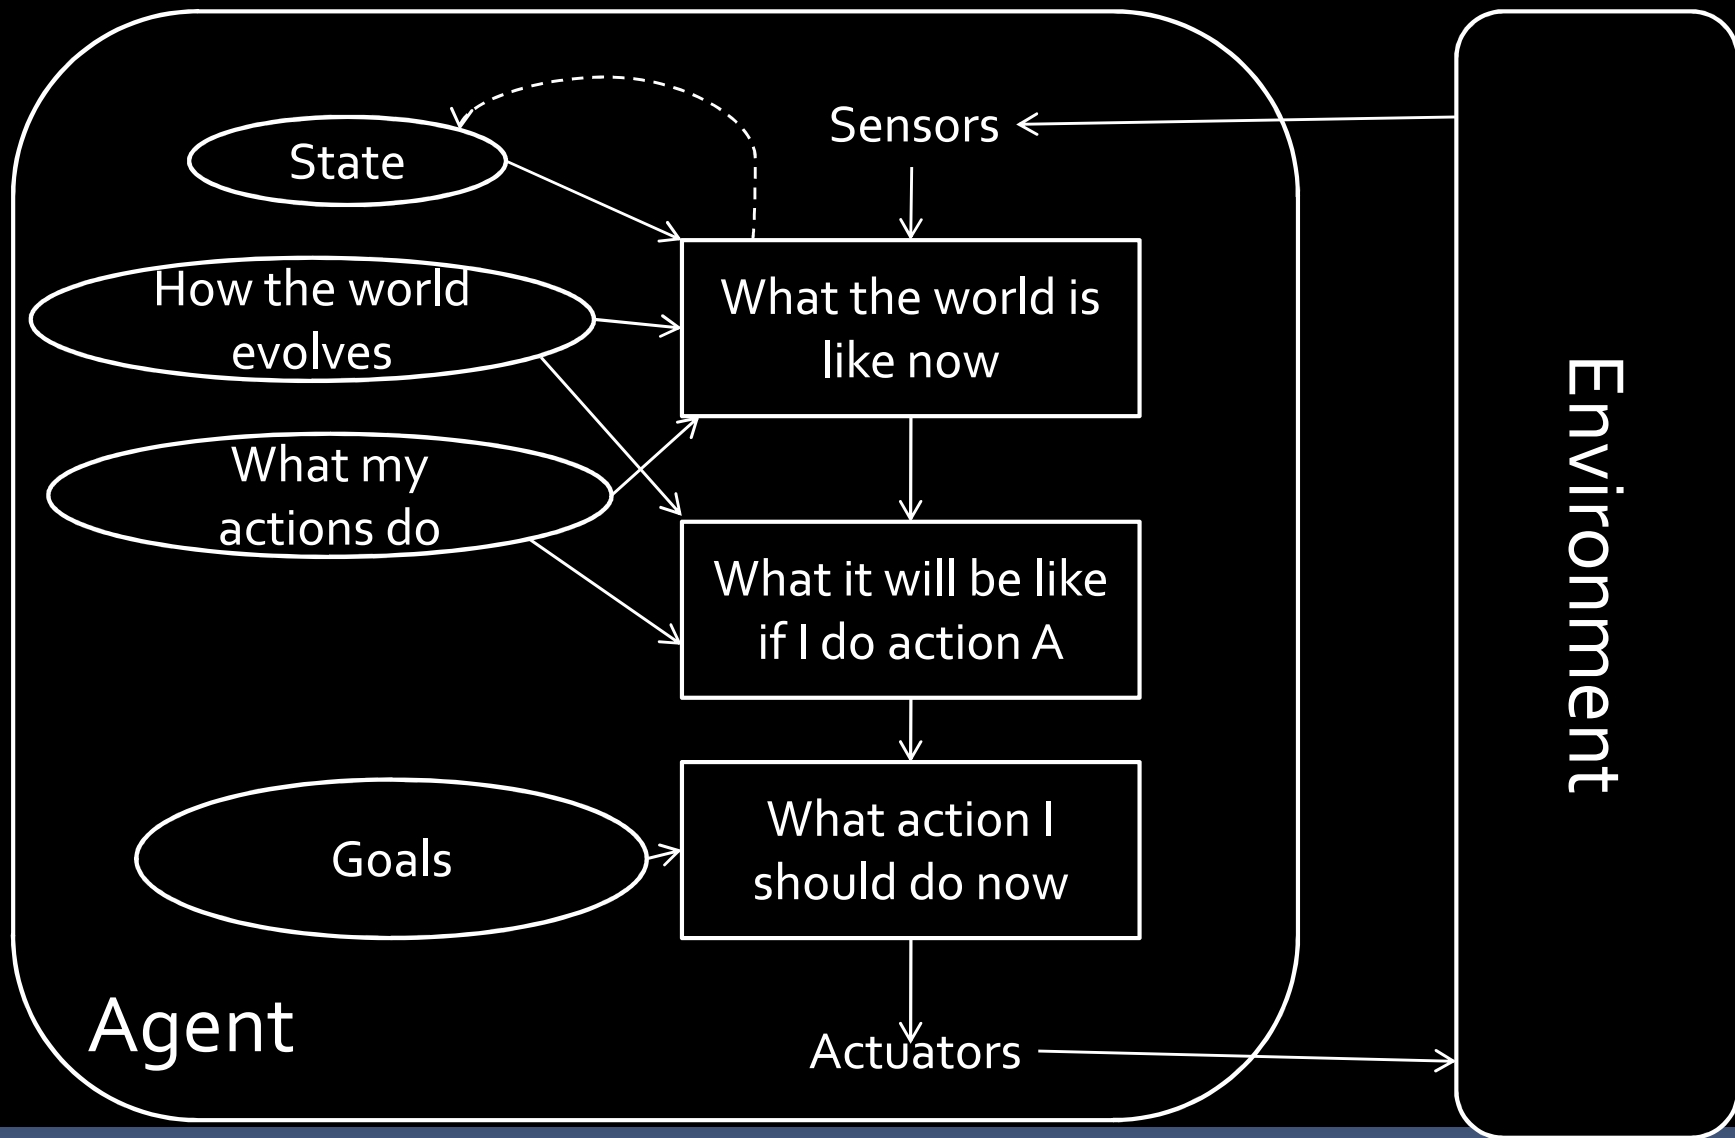 Sensors
State
How the world
evolves
What the world is
like now
What my
actions do
What it will be like
if I do action A
Goals
What action I
should do now
Agent
Actuators
Environment